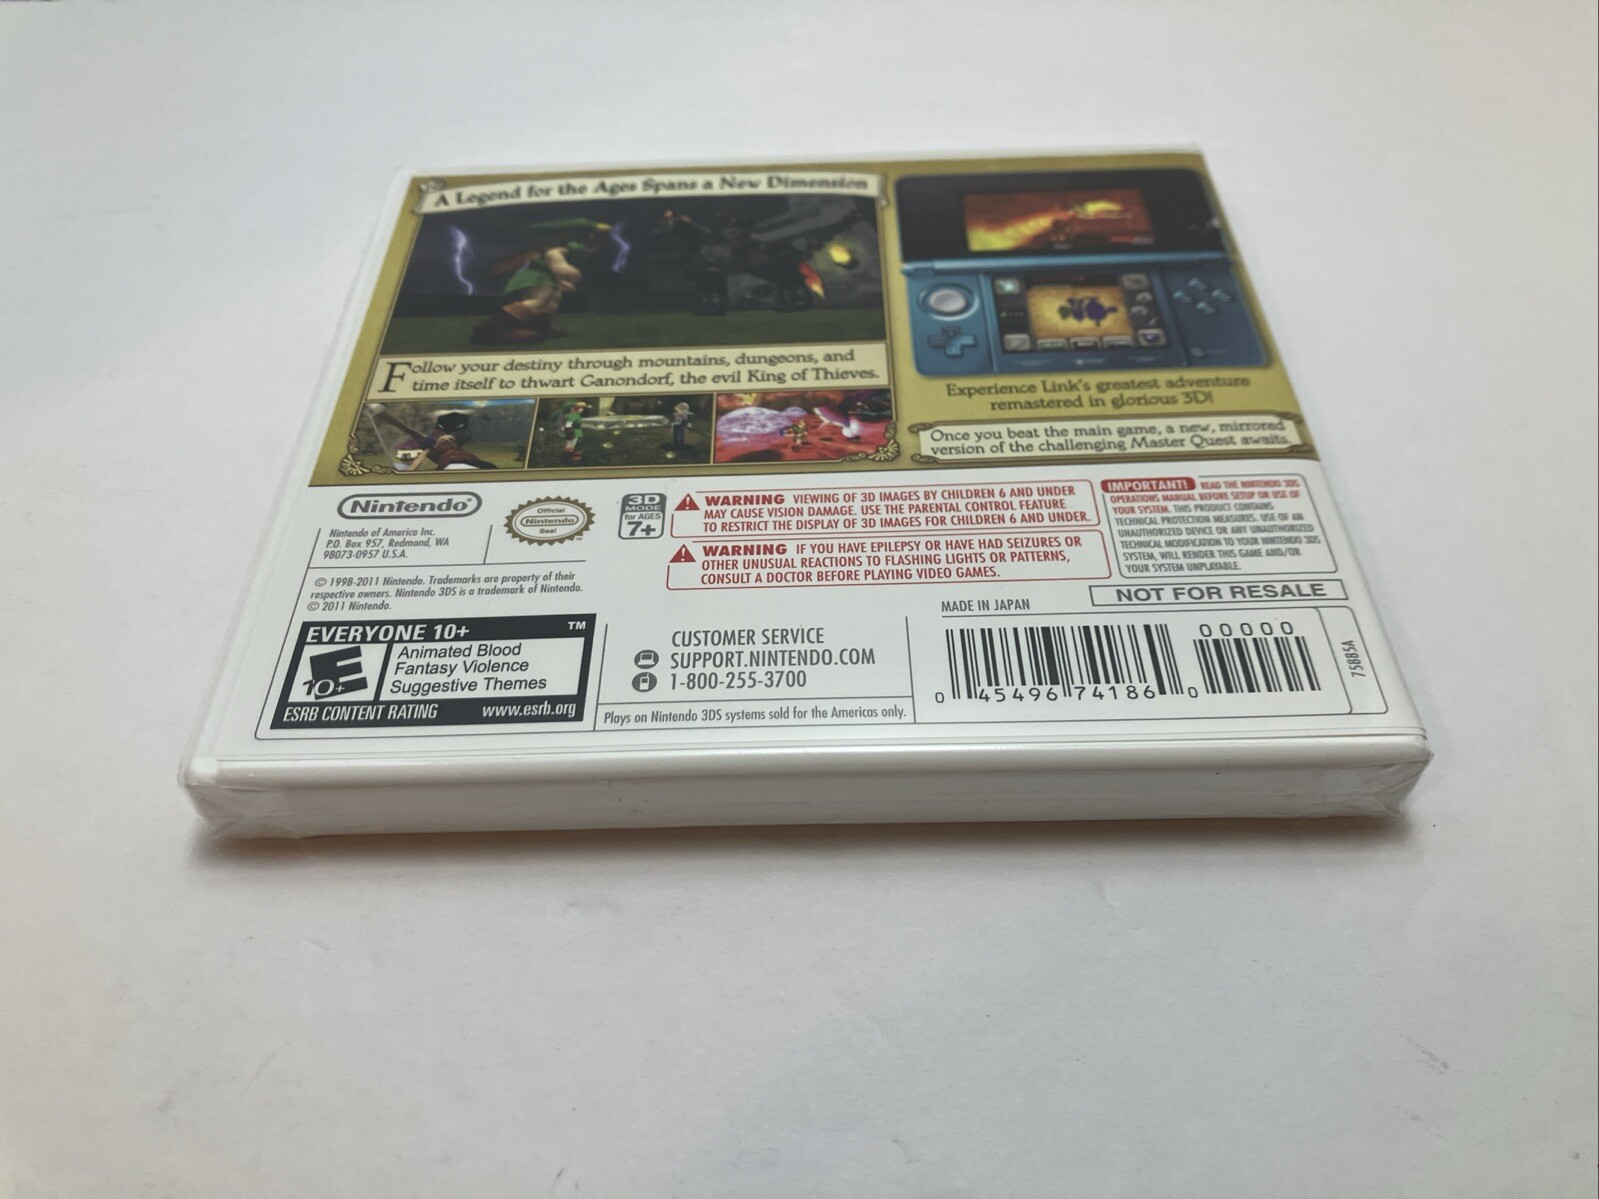 A Legend for the Ages Spans a New Dimension
Follow your destiny through mountains, dungeons, and
time itself to thwart Ganondorf, the evil King of Thieves.
Experience Link's greatest adventure
remastered in glorious 3D!
Once you beat the main game, a new, mirrored
version of the challenging Master Quest awaits.
Nintendo®
Nintendo of America Inc.
P.O. Box 957, Redmond, WA
98073-0957 U.S.A.
Official
Nintendo
Seal
3D
MODE
for AGES
7+
WARNING VIEWING OF 3D IMAGES BY CHILDREN 6 AND UNDER
MAY CAUSE VISION DAMAGE. USE THE PARENTAL CONTROL FEATURE
TO RESTRICT THE DISPLAY OF 3D IMAGES FOR CHILDREN 6 AND UNDER.
WARNING IF YOU HAVE EPILEPSY OR HAVE HAD SEIZURES OR
OTHER UNUSUAL REACTIONS TO FLASHING LIGHTS OR PATTERNS,
CONSULT A DOCTOR BEFORE PLAYING VIDEO GAMES.
IMPORTANT! READ THE NINTENDO 3DS
OPERATIONS MANUAL BEFORE SETUP OR USE OF
YOUR SYSTEM. THIS PRODUCT CONTAINS
TECHNICAL PROTECTION MEASURES. USE OF AN
UNAUTHORIZED DEVICE OR ANY UNAUTHORIZED
TECHNICAL MODIFICATION TO YOUR NINTENDO 3DS
SYSTEM, WILL RENDER THIS GAME AND/OR
YOUR SYSTEM UNPLAYABLE.
© 1998-2011 Nintendo. Trademarks are property of their
respective owners. Nintendo 3DS is a trademark of Nintendo.
© 2011 Nintendo.
MADE IN JAPAN
NOT FOR RESALE
EVERYONE 10+ ™
E
10+
Animated Blood
Fantasy Violence
Suggestive Themes
ESRB CONTENT RATING www.esrb.org
CUSTOMER SERVICE
SUPPORT.NINTENDO.COM
1-800-255-3700
Plays on Nintendo 3DS systems sold for the Americas only.
00000
0 45496 74186 0
75885A